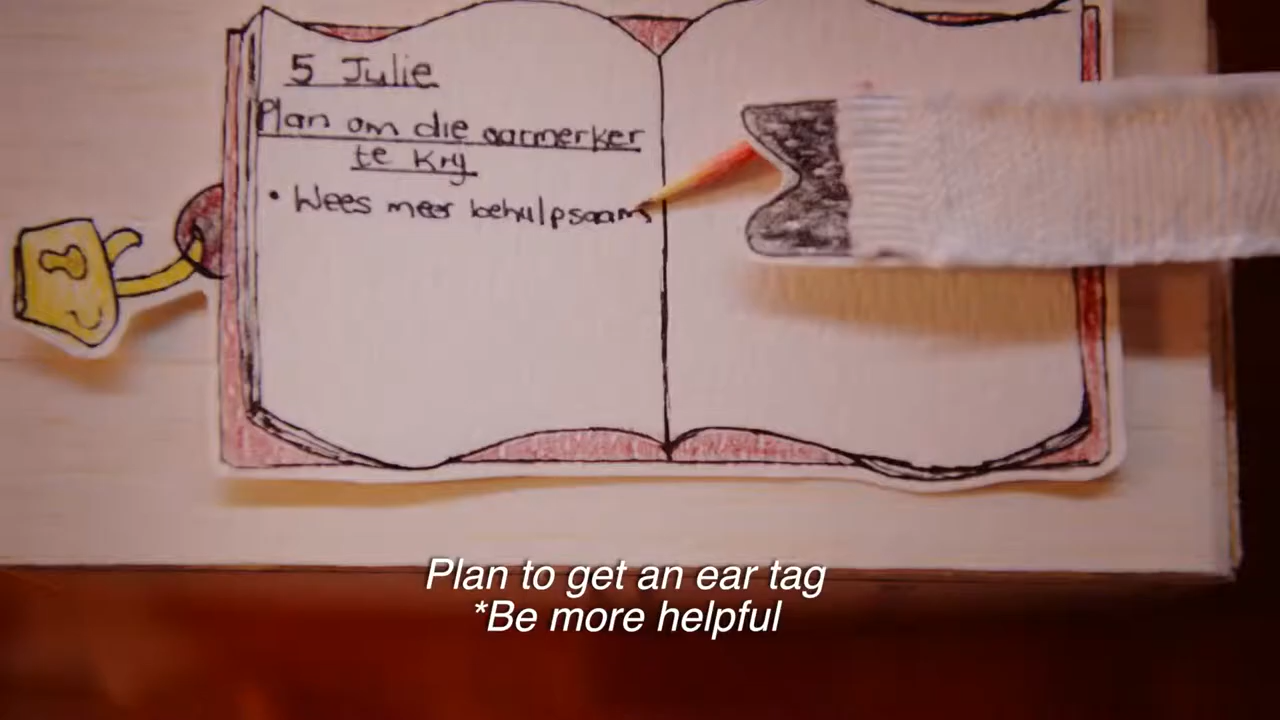 5 Julie
Plan om die oormerker
te kry
• Wees meer behulpsaam
Plan to get an ear tag
*Be more helpful